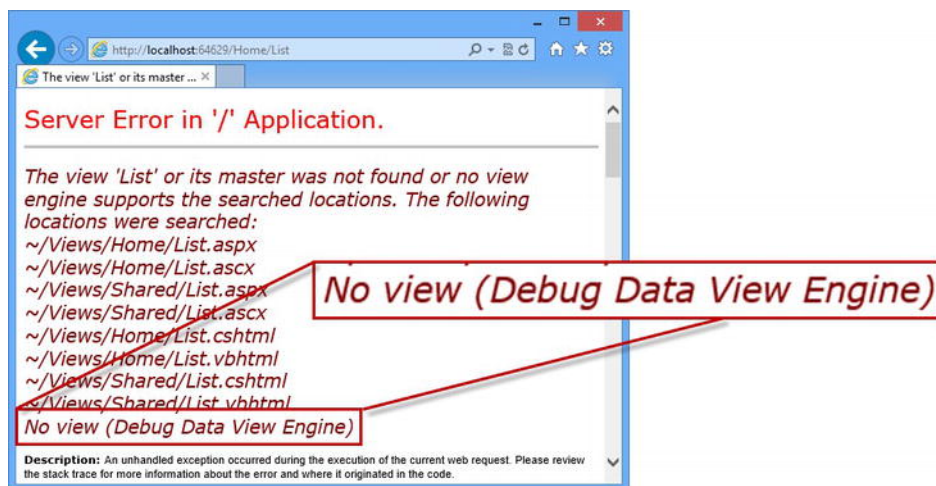 http://localhost:64629/Home/List
The view 'List' or its master ...
Server Error in '/' Application.
The view 'List' or its master was not found or no view
engine supports the searched locations. The following
locations were searched:
~/Views/Home/List.aspx
~/Views/Home/List.ascx
~/Views/Shared/List.aspx
~/Views/Shared/List.ascx
~/Views/Home/List.cshtml
~/Views/Home/List.vbhtml
~/Views/Shared/List.cshtml
~/Views/Shared/List.vbhtml
No view (Debug Data View Engine)
No view (Debug Data View Engine)
Description: An unhandled exception occurred during the execution of the current web request. Please review
the stack trace for more information about the error and where it originated in the code.